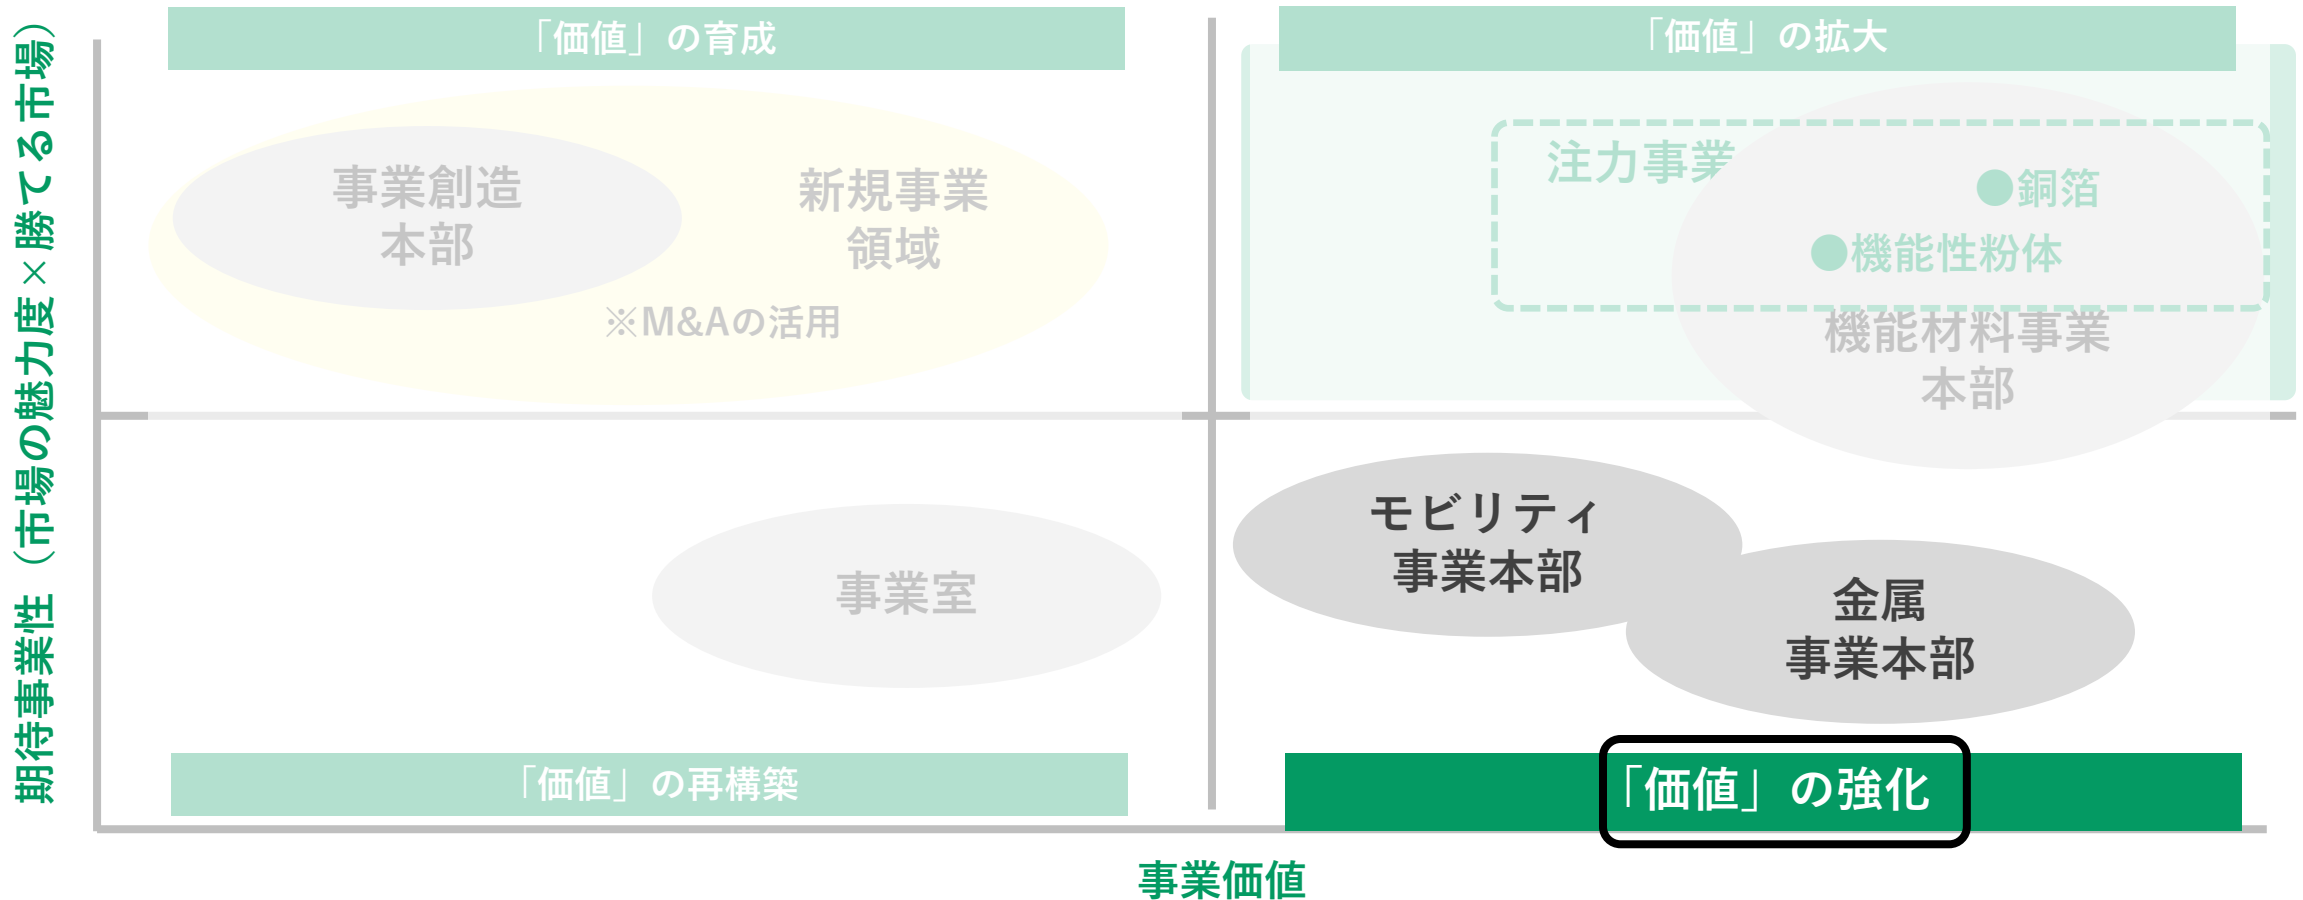 「価値」の育成
「価値」の拡大
期待事業性（市場の魅力度×勝てる市場）
事業創造
本部
新規事業
領域
※M&Aの活用
注力事業
●銅箔
●機能性粉体
機能材料事業
本部
事業室
モビリティ
事業本部
金属
事業本部
「価値」の再構築
「価値」の強化
事業価値